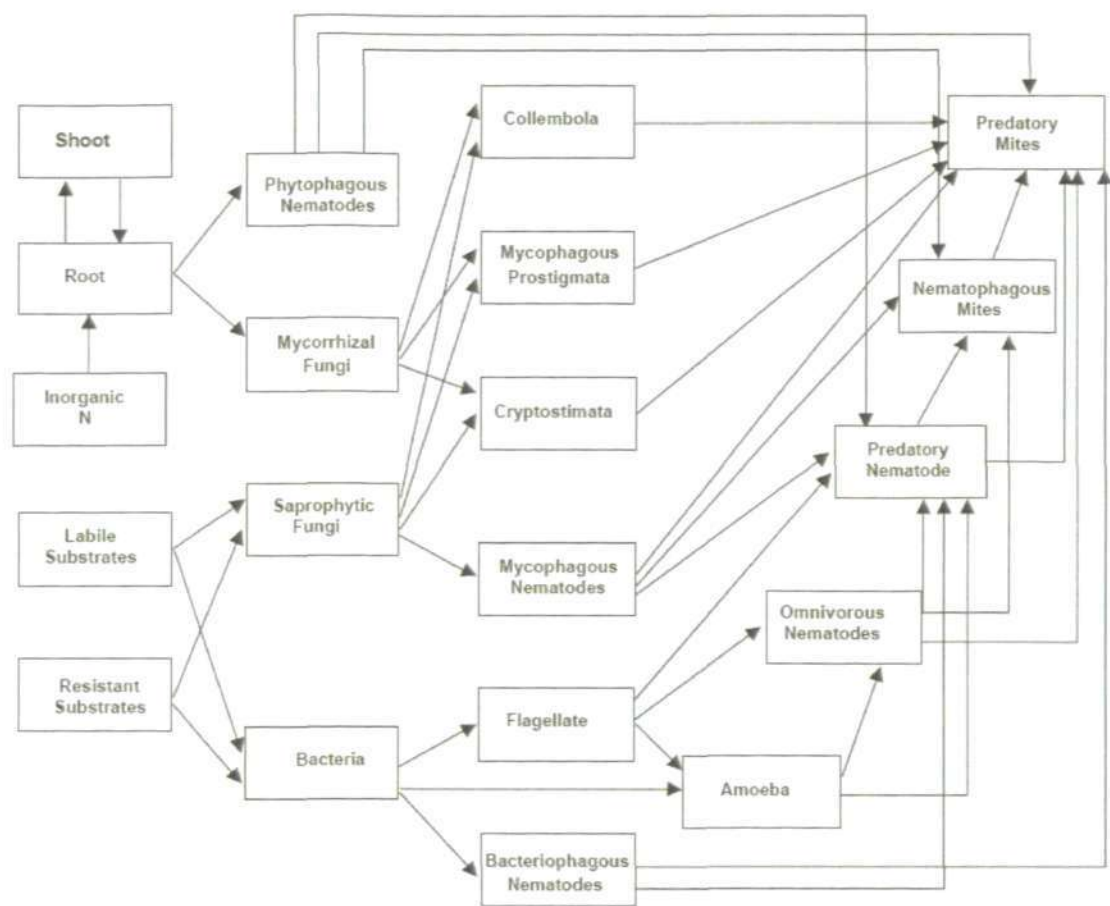 Shoot
Root
Inorganic
N
Labile
Substrates
Resistant
Substrates
Phytophagous
Nematodes
Mycorrhizal
Fungi
Saprophytic
Fungi
Bacteria
Collembola
Mycophagous
Prostigmata
Cryptostimata
Mycophagous
Nematodes
Flagellate
Bacteriophagous
Nematodes
Amoeba
Omnivorous
Nematodes
Predatory
Nematode
Nematophagous
Mites
Predatory
Mites